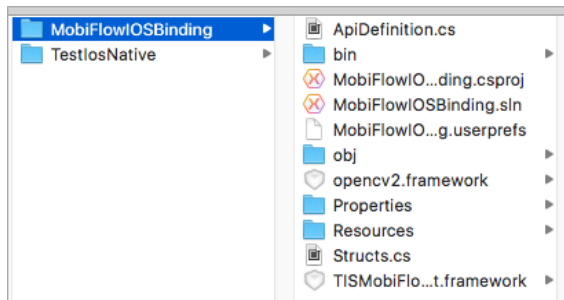 MobiFlowIOSBinding
TestIosNative
ApiDefinition.cs
bin
MobiFlowIO...ding.csproj
MobiFlowIOSBinding.sln
MobiFlowIO...g.userprefs
obj
opencv2.framework
Properties
Resources
Structs.cs
TISMobiFlo...t.framework